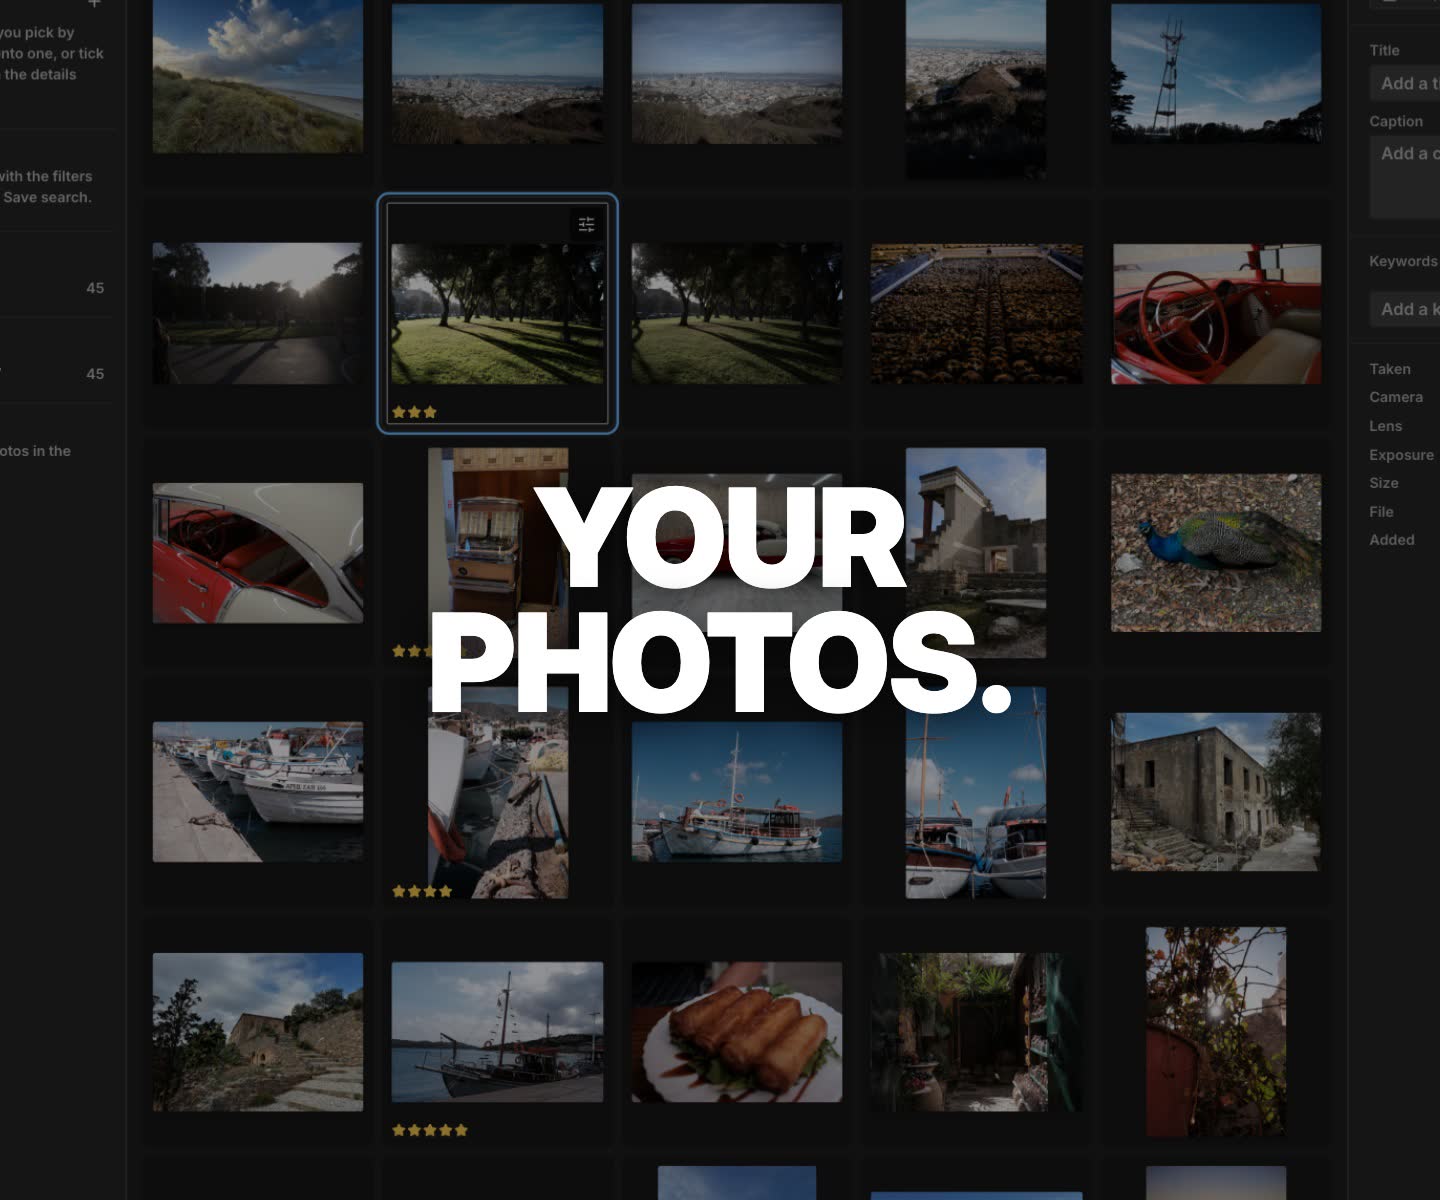 you pick by
into one, or tick
the details
with the filters
Save search.
45
45
otos in the
YOUR
PHOTOS.
Title
Add a ti
Caption
Add a c
Keywords
Add a k
Taken
Camera
Lens
Exposure
Size
File
Added